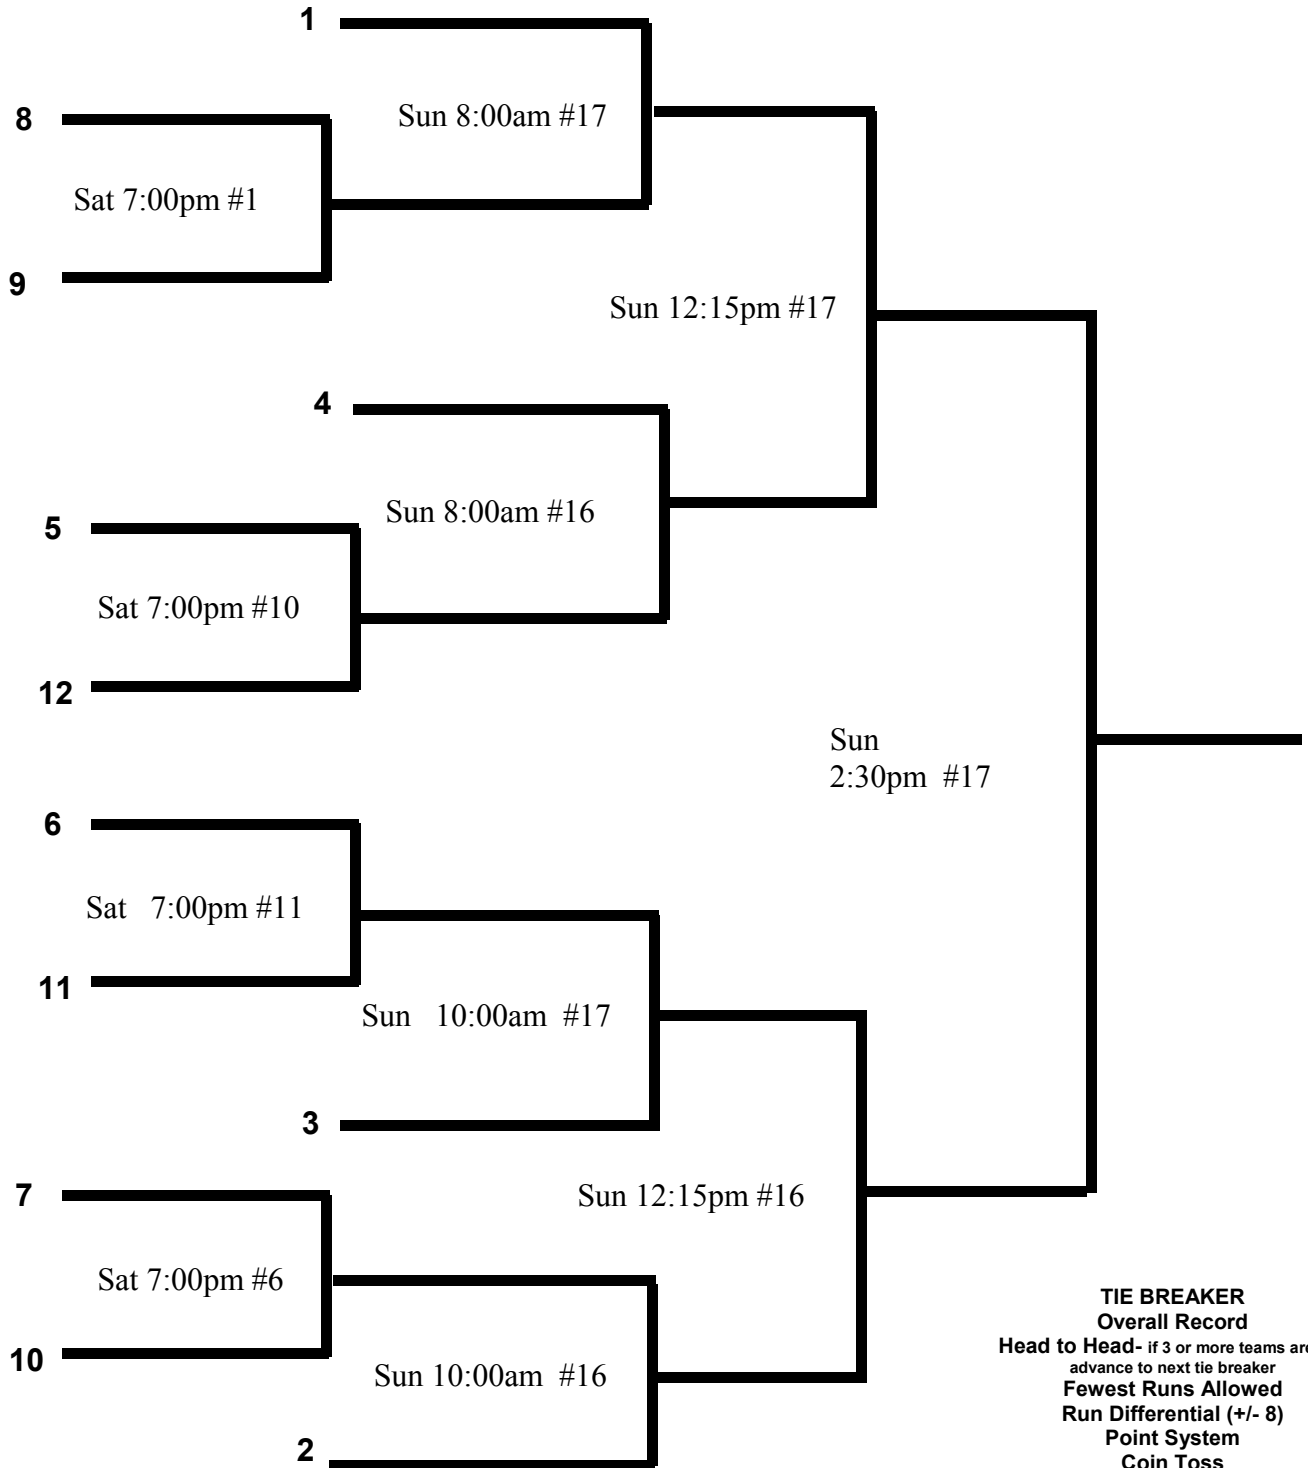 1
8
Sun 8:00am #17
Sat 7:00pm #1
9
Sun 12:15pm #17
4
Sun 8:00am #16
5
Sat 7:00pm #10
12
Sun
2:30pm #17
6
Sat 7:00pm #11
11
Sun 10:00am #17
3
7
Sun 12:15pm #16
Sat 7:00pm #6
10
Sun 10:00am #16
2
TIE BREAKER
Overall Record
Head to Head- if 3 or more teams are
advance to next tie breaker
Fewest Runs Allowed
Run Differential (+/- 8)
Point System
Coin Toss